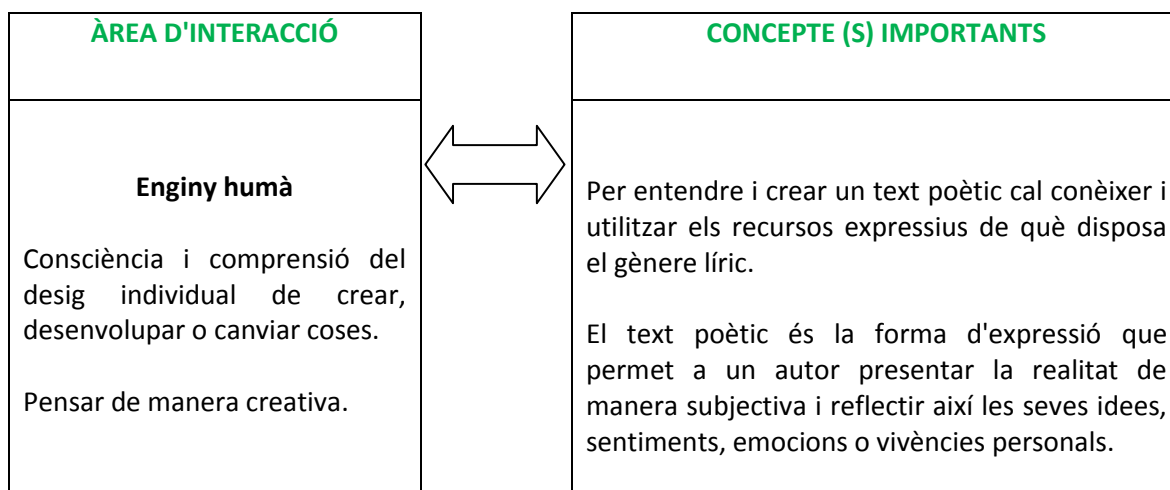 ÀREA D'INTERACCIÓ
Enginy humà
Consciència i comprensió del
desig individual de crear,
desenvolupar o canviar coses.
Pensar de manera creativa.
CONCEPTE (S) IMPORTANTS
Per entendre i crear un text poètic cal conèixer i
utilitzar els recursos expressius de què disposa
el gènere líric.
El text poètic és la forma d'expressió que
permet a un autor presentar la realitat de
manera subjectiva i reflectir així les seves idees,
sentiments, emocions o vivències personals.